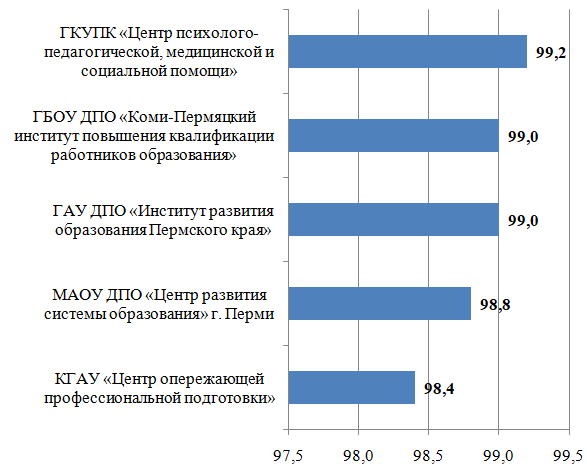 ГКУПК «Центр психолого-
педагогической, медицинской и
социальной помощи»
99,2
ГБОУ ДПО «Коми-Пермяцкий
институт повышения квалификации
работников образования»
99,0
ГАУ ДПО «Институт развития
образования Пермского края»
99,0
МАОУ ДПО «Центр развития
системы образования» г. Перми
98,8
КГАУ «Центр опережающей
профессиональной подготовки»
98,4
97,5 98,0 98,5 99,0 99,5